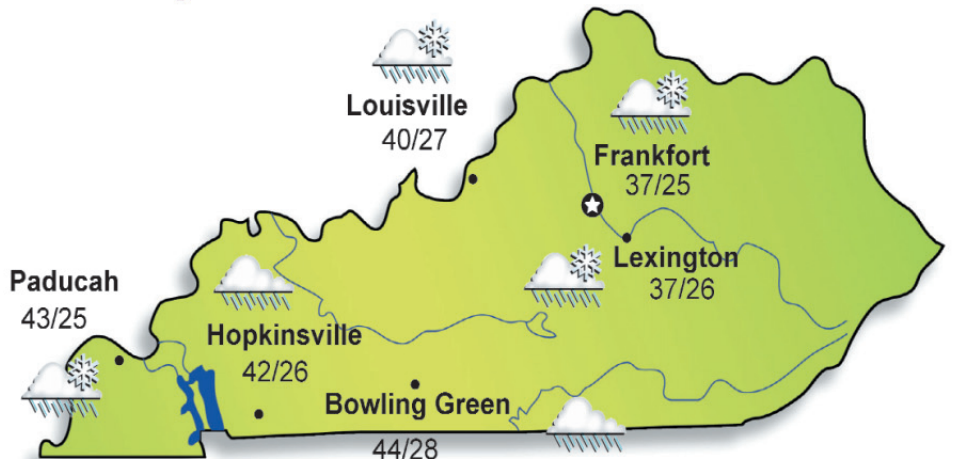 Louisville
40/27
Frankfort
37/25
Lexington
37/26
Paducah
43/25
Hopkinsville
42/26
Bowling Green
44/28